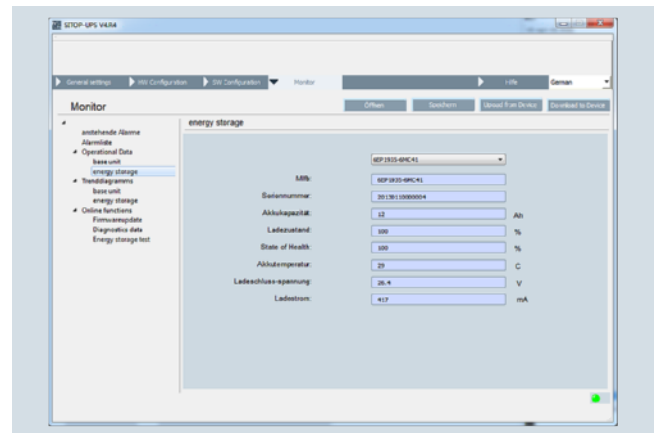 SITOP-UPS V4.R4
General settings HW Configuration SW Configuration Monitor Hilfe German
Monitor Öffnen Speichern Upload from Device Download to Device
energy storage
anstehende Alarme
Alarmliste
Operational Data
base unit
energy storage
Trenddiagramms
base unit
energy storage
Online functions
Firmwareupdate
Diagnostics data
Energy storage test
6EP1935-6MC41
Mlfb: 6EP1935-6MC41
Seriennummer:
Akkukapazität: 12 Ah
Ladezustand: 100 %
State of Health: 100 %
Akkutemperatur: 29 C
Ladeschluss-spannung: 26.4 V
Ladestrom: 417 mA